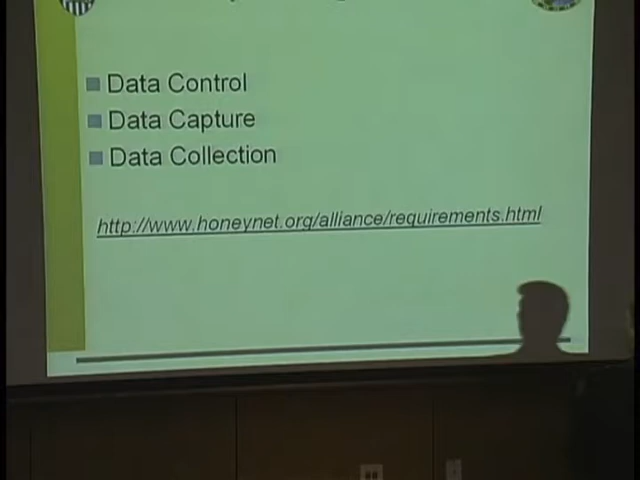 Data Control
Data Capture
Data Collection
http://www.honeynet.org/alliance/requirements.html